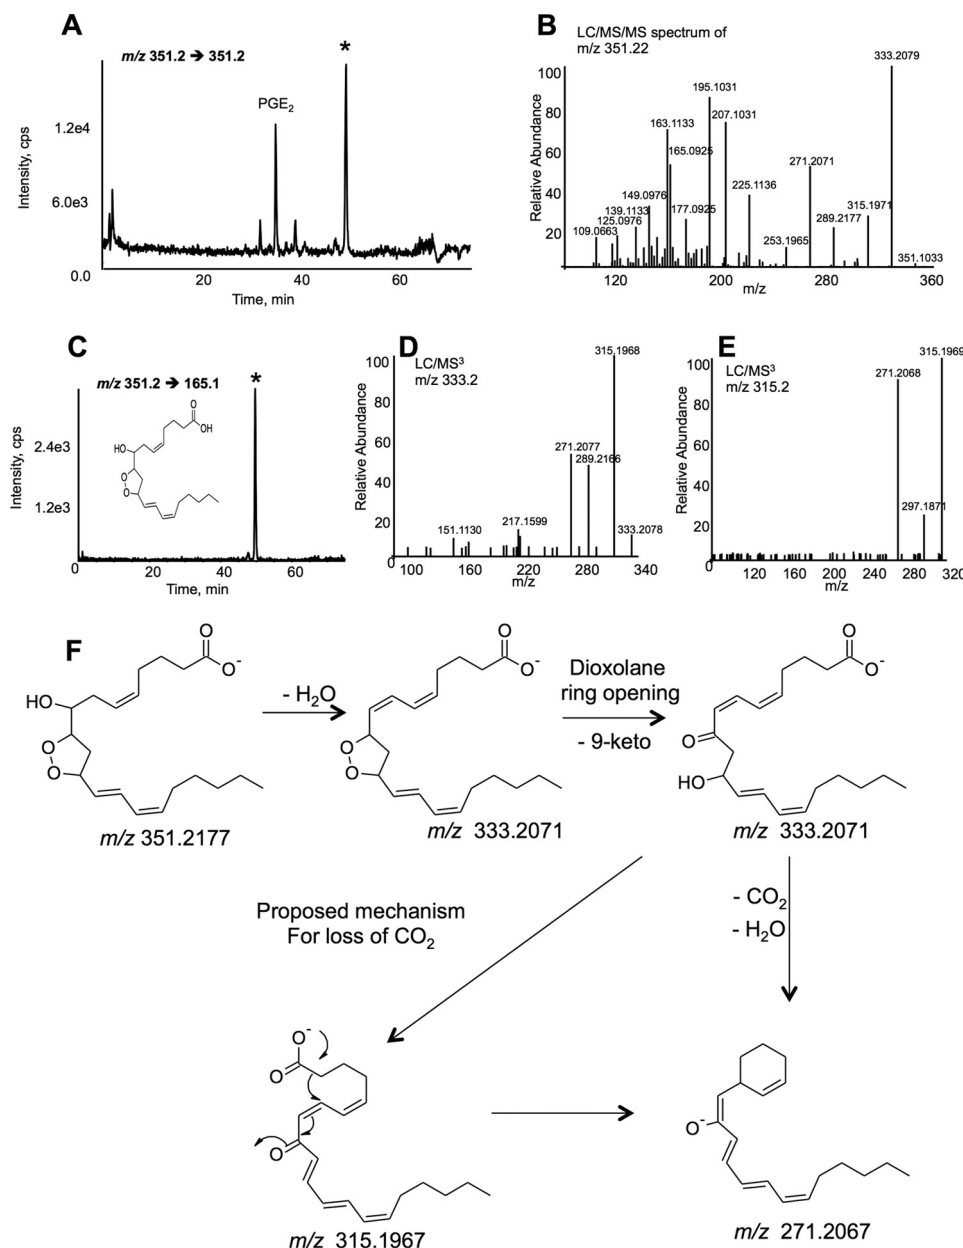 A
m/z 351.2 ➔ 351.2
*
PGE2
Intensity, cps
1.2e4
6.0e3
0.0
20
40
60
Time, min
B
LC/MS/MS spectrum of
m/z 351.22
Relative Abundance
100
80
60
40
20
0
333.2079
195.1031
207.1031
163.1133
165.0925
271.2071
225.1136
149.0976
139.1133
125.0976
177.0925
315.1971
109.0663
289.2177
253.1965
351.1033
120
200
280
360
m/z
C
m/z 351.2 ➔ 165.1
*
Intensity, cps
2.4e3
1.2e3
O
OH
HO
O
O
0
20
40
60
Time, min
D
LC/MS3
m/z 333.2
Relative Abundance
100
80
60
40
20
0
315.1968
271.2077
289.2166
217.1599
151.1130
333.2078
100
160
220
280
340
m/z
E
LC/MS3
m/z 315.2
Relative Abundance
100
80
60
40
20
0
315.1969
271.2068
297.1871
120
160
200
240
280
320
m/z
F
O
O-
HO
O
O
m/z 351.2177
- H2O
O
O-
O
O
m/z 333.2071
Dioxolane
ring opening
- 9-keto
O
O-
O
HO
m/z 333.2071
Proposed mechanism
For loss of CO2
- CO2
- H2O
O-
O
O
m/z 315.1967
O-
m/z 271.2067